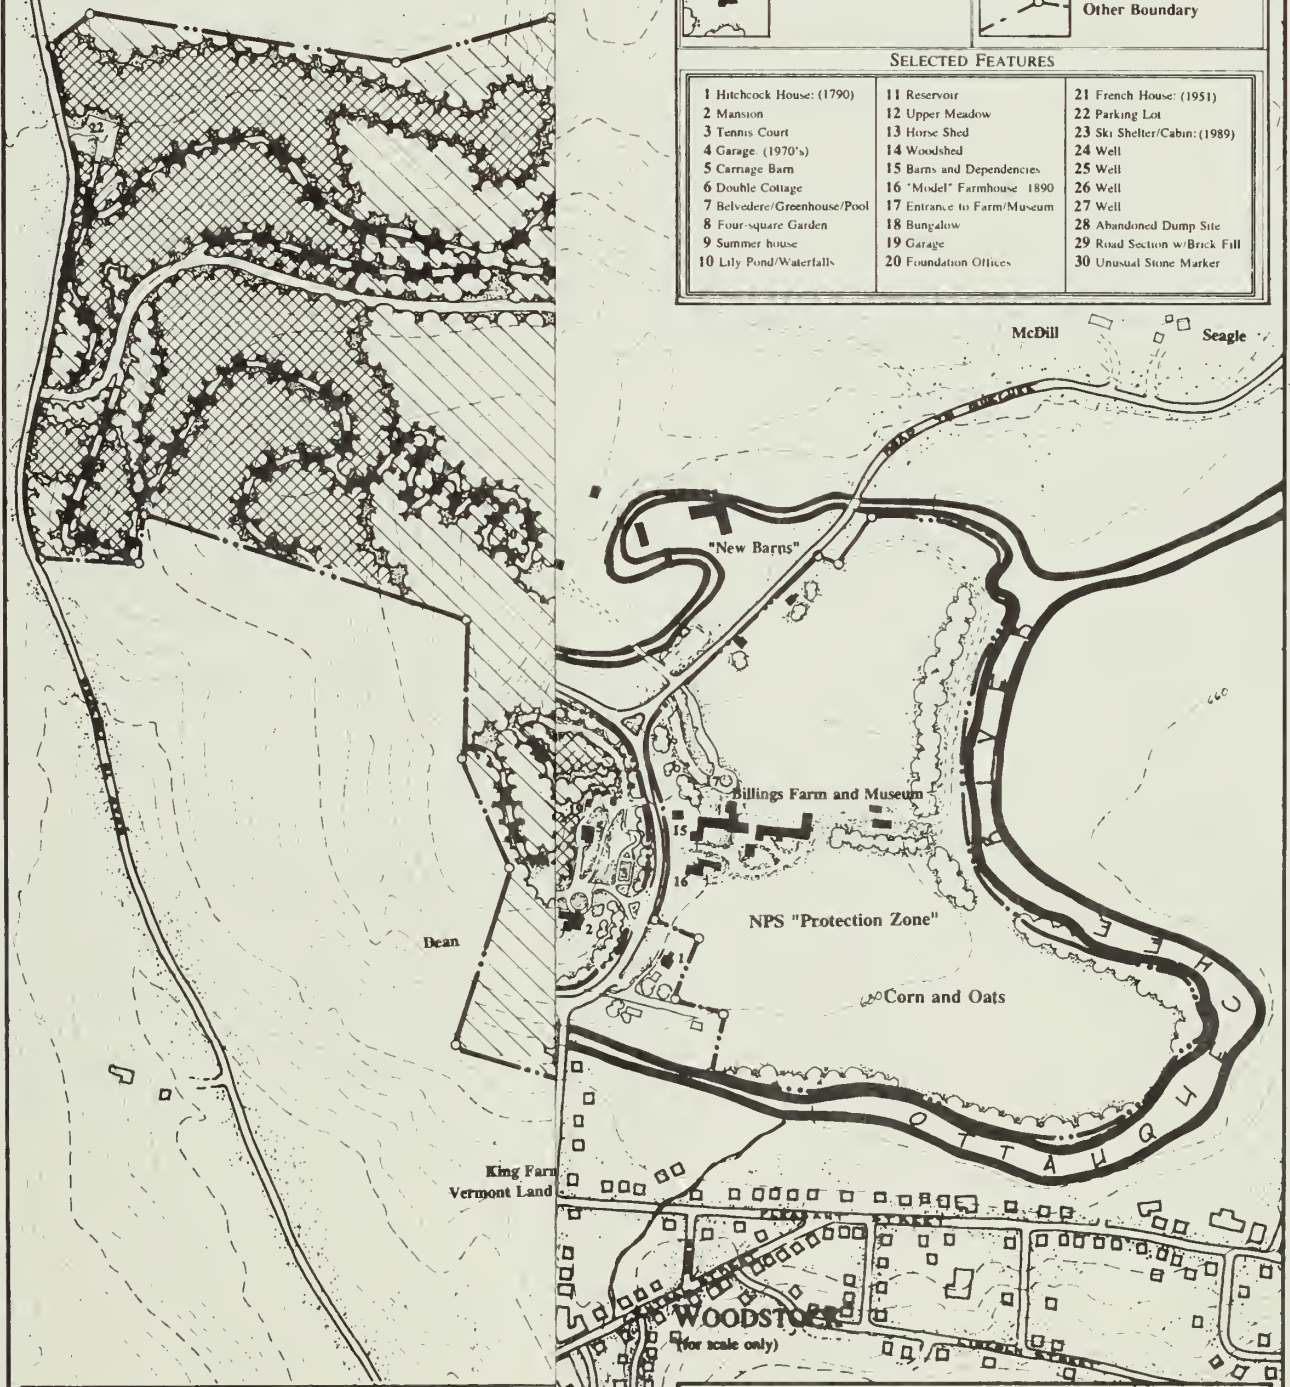 Other Boundary
SELECTED FEATURES
1 Hitchcock House: (1790)
2 Mansion
3 Tennis Court
4 Garage. (1970's)
5 Carriage Barn
6 Double Cottage
7 Belvedere/Greenhouse/Pool
8 Four-square Garden
9 Summer house
10 Lily Pond/Waterfalls
11 Reservoir
12 Upper Meadow
13 Horse Shed
14 Woodshed
15 Barns and Dependencies
16 "Model" Farmhouse 1890
17 Entrance to Farm/Museum
18 Bungalow
19 Garage
20 Foundation Offices
21 French House: (1951)
22 Parking Lot
23 Ski Shelter/Cabin: (1989)
24 Well
25 Well
26 Well
27 Well
28 Abandoned Dump Site
29 Road Section w/Brick Fill
30 Unusual Stone Marker
22
McDill
Seagle
"New Barns"
660
17
Billings Farm and Museum
15
16
NPS "Protection Zone"
2
Dean
1
Corn and Oats
OTTAUQUECHEE RIVER
King Farm
Vermont Land
PLEASANT STREET
WOODSTOCK
(for scale only)